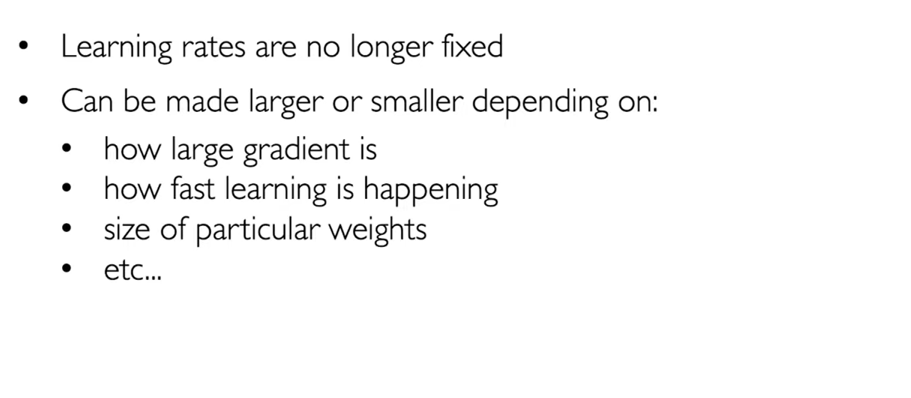 • Learning rates are no longer fixed
• Can be made larger or smaller depending on:
• how large gradient is
• how fast learning is happening
• size of particular weights
• etc...